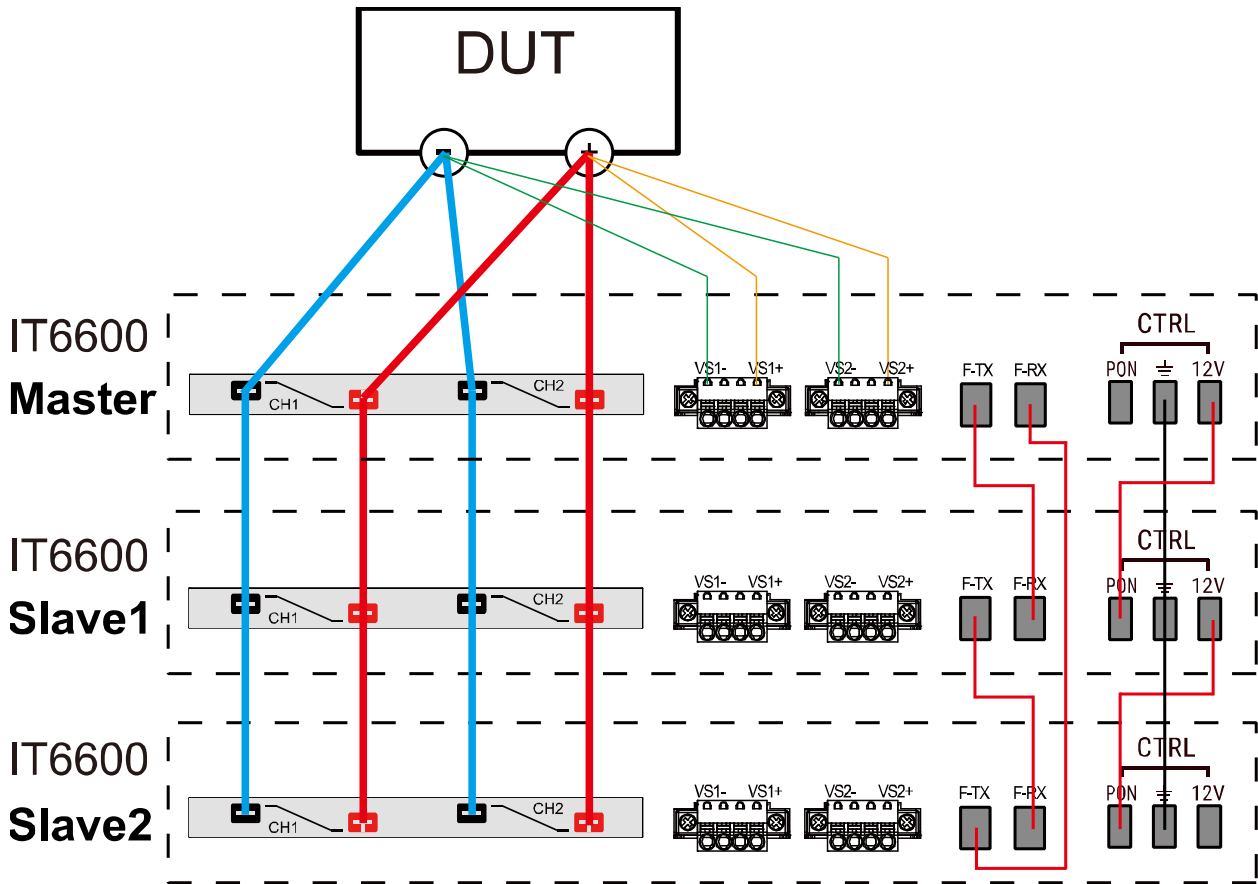 DUT
- +
IT6600
Master
CH1
CH2
VS1- VS1+
VS2- VS2+
F-TX F-RX
CTRL
PON 12V
IT6600
Slave1
CH1
CH2
VS1- VS1+
VS2- VS2+
F-TX F-RX
CTRL
PON 12V
IT6600
Slave2
CH1
CH2
VS1- VS1+
VS2- VS2+
F-TX F-RX
CTRL
PON 12V